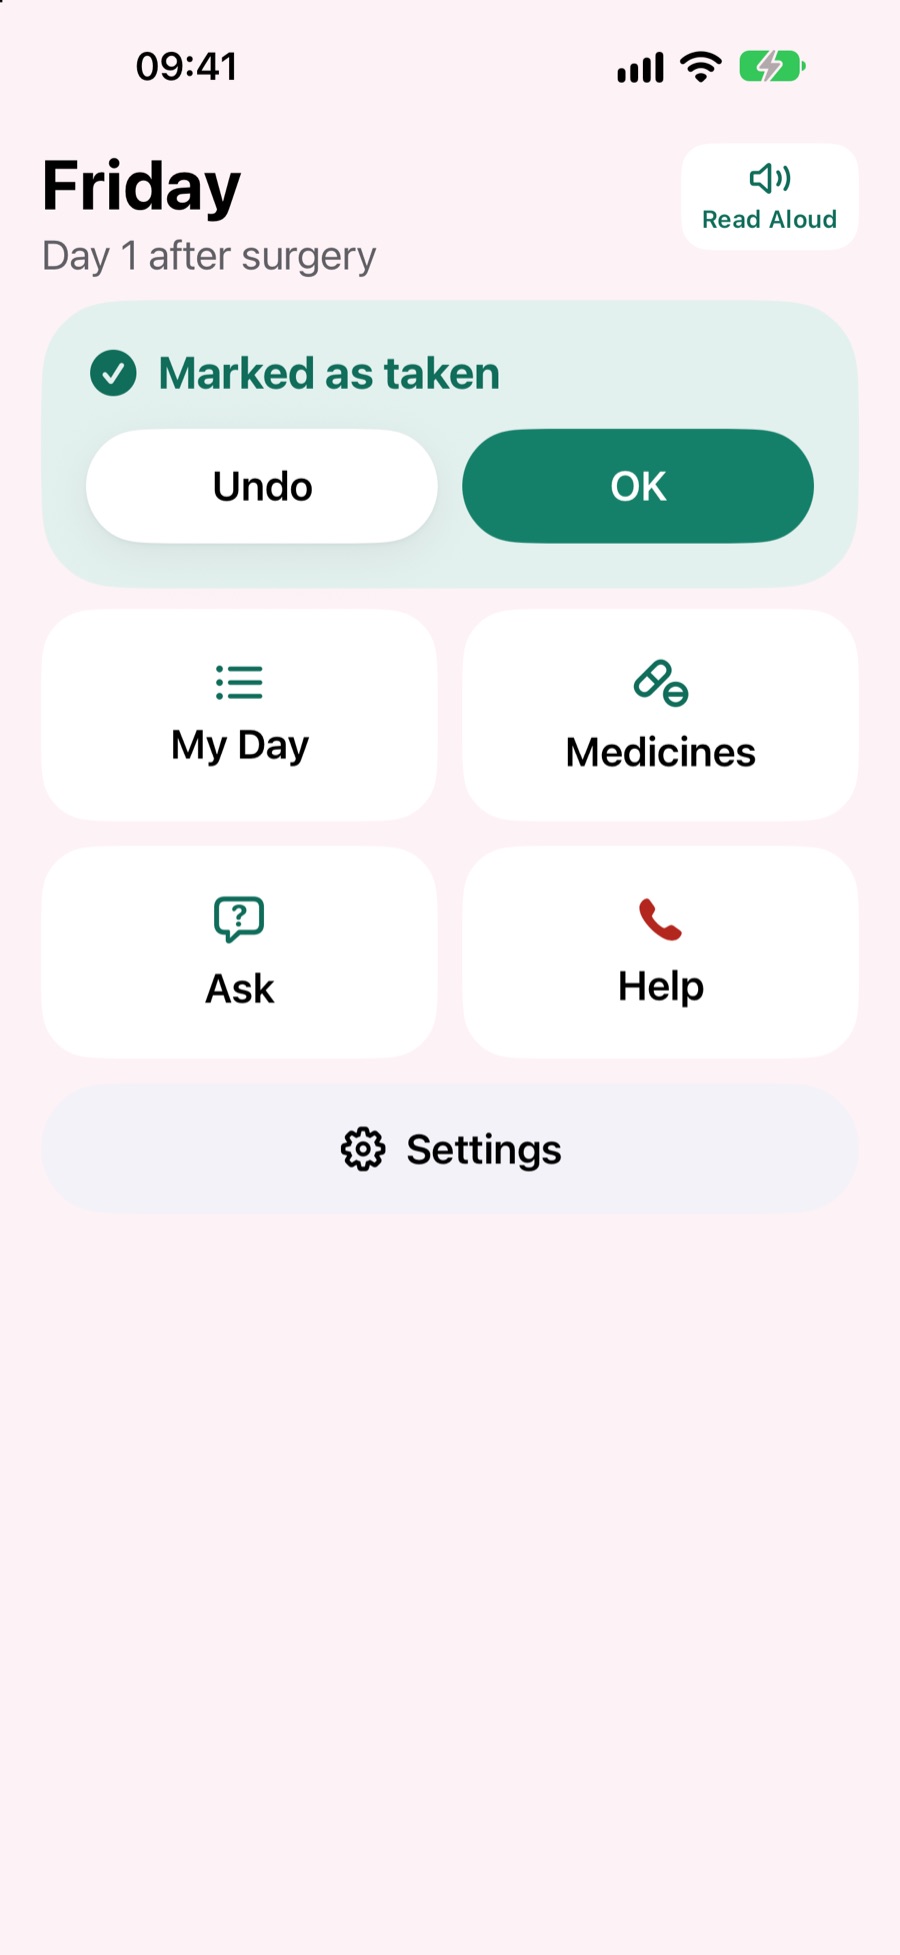 09:41
Friday
Read Aloud
Day 1 after surgery
Marked as taken
Undo
OK
My Day
Medicines
?
Ask
Help
Settings